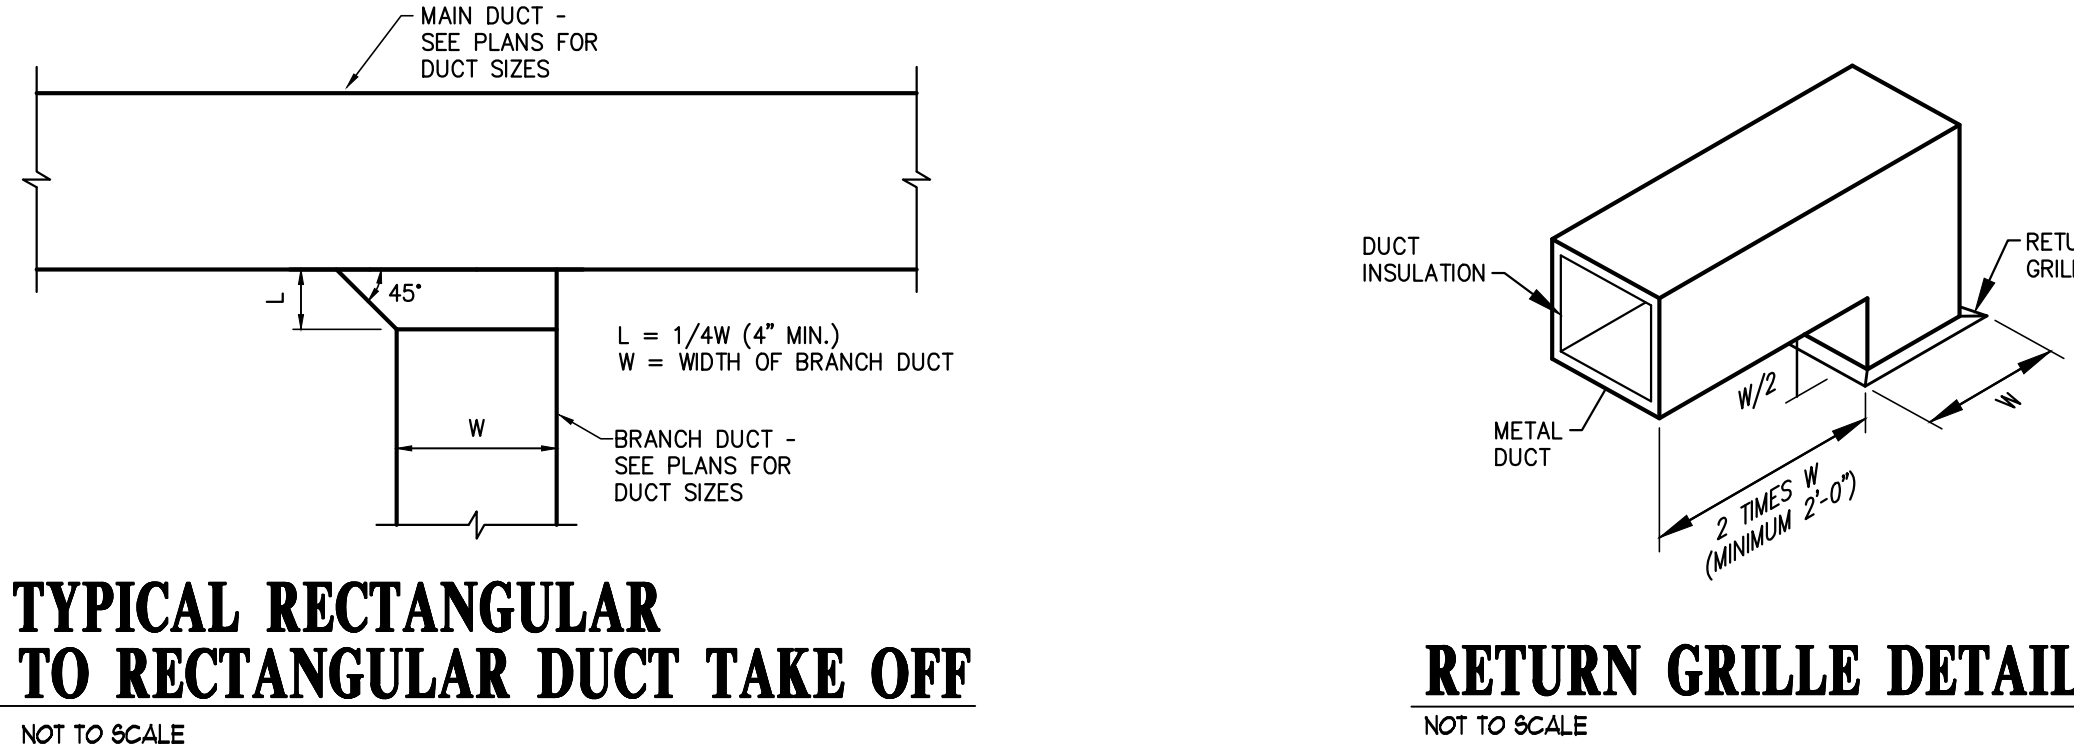 MAIN DUCT -
SEE PLANS FOR
DUCT SIZES
L
45°
L = 1/4W (4" MIN.)
W = WIDTH OF BRANCH DUCT
W
BRANCH DUCT -
SEE PLANS FOR
DUCT SIZES
TYPICAL RECTANGULAR
TO RECTANGULAR DUCT TAKE OFF
NOT TO SCALE
DUCT
INSULATION
METAL
DUCT
W/2
W
2 TIMES W
(MINIMUM 2'-0")
RETURN GRILLE DETAIL
NOT TO SCALE